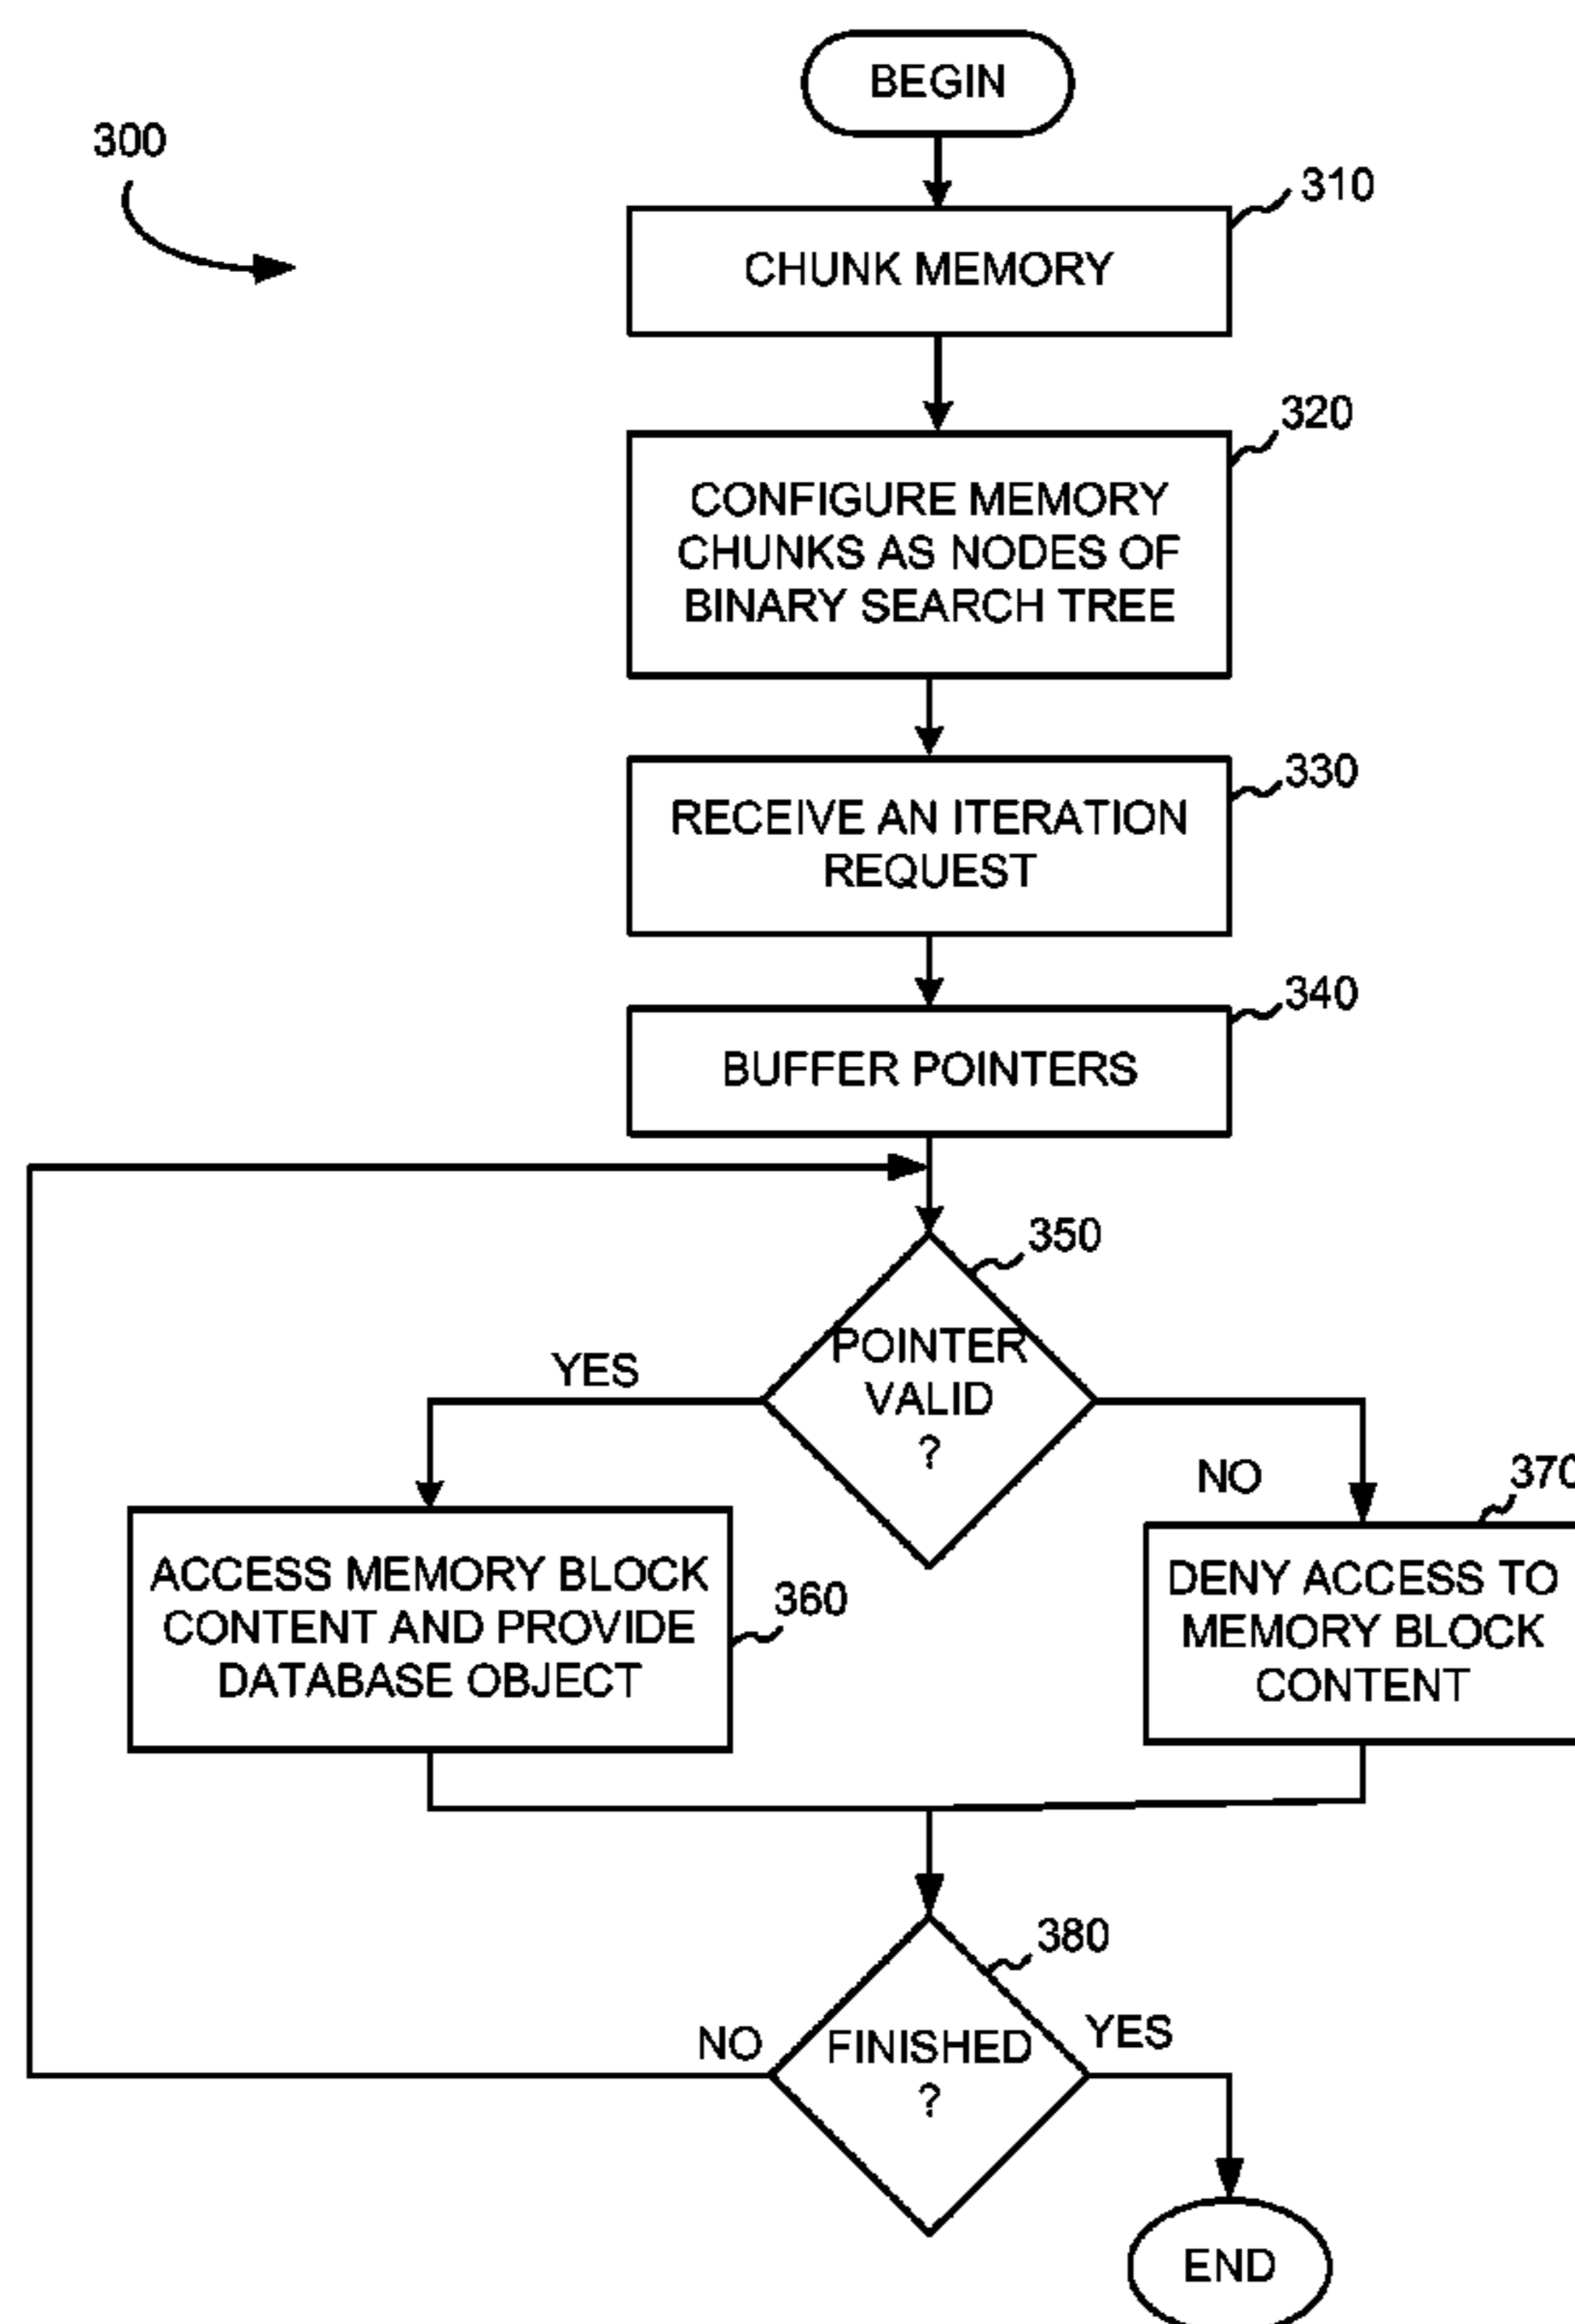 BEGIN
300
310
CHUNK MEMORY
320
CONFIGURE MEMORY
CHUNKS AS NODES OF
BINARY SEARCH TREE
330
RECEIVE AN ITERATION
REQUEST
340
BUFFER POINTERS
350
POINTER
VALID
?
YES
NO
370
ACCESS MEMORY BLOCK
CONTENT AND PROVIDE
DATABASE OBJECT
360
DENY ACCESS TO
MEMORY BLOCK
CONTENT
380
FINISHED
?
NO
YES
END